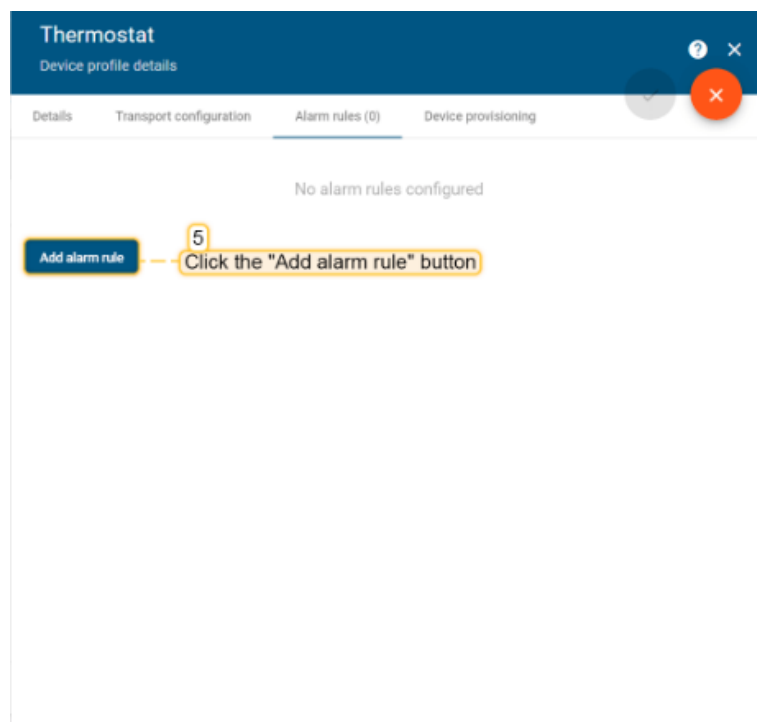 Thermostat
Device profile details
Details Transport configuration Alarm rules (0) Device provisioning
No alarm rules configured
5
Add alarm rule Click the "Add alarm rule" button